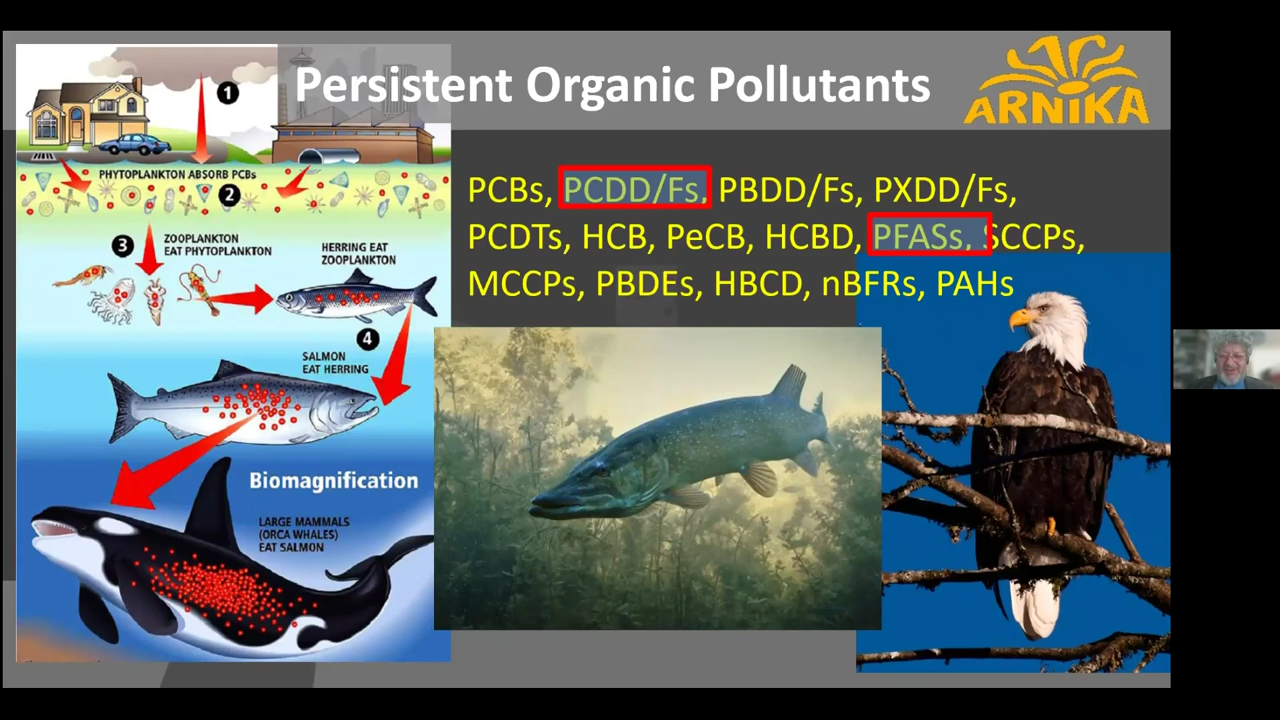 Persistent Organic Pollutants
ARNIKA
1
PHYTOPLANKTON ABSORB PCBs
2
3
ZOOPLANKTON
EAT PHYTOPLANKTON
HERRING EAT
ZOOPLANKTON
4
SALMON
EAT HERRING
Biomagnification
LARGE MAMMALS
(ORCA WHALES)
EAT SALMON
PCBs, PCDD/Fs, PBDD/Fs, PXDD/Fs,
PCDTs, HCB, PeCB, HCBD, PFASs, SCCPs,
MCCPs, PBDEs, HBCD, nBFRs, PAHs